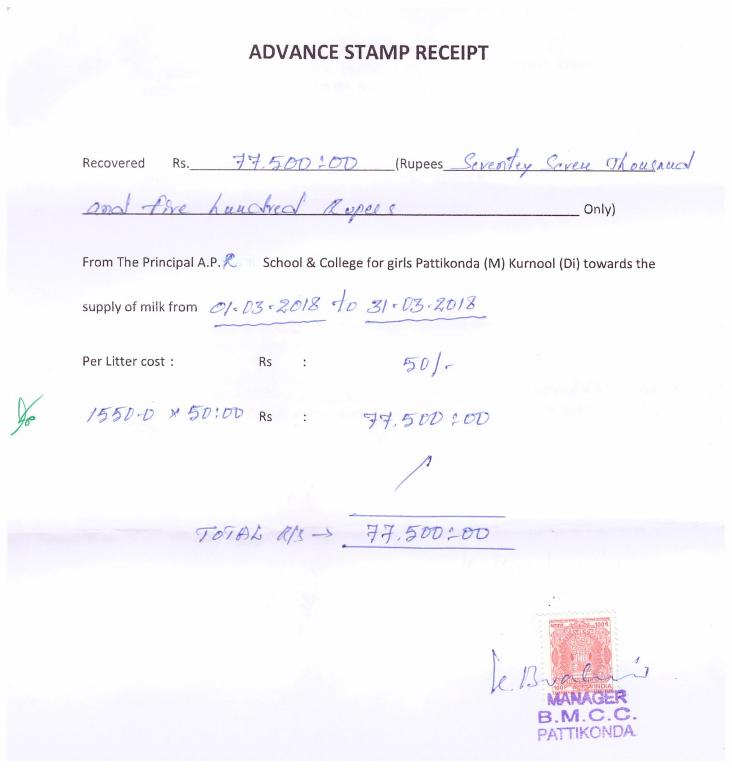 ADVANCE STAMP RECEIPT
Recovered Rs. 77.500:00 (Rupees Seventey Seven Thousand
and five hundred Rupees Only)
From The Principal A.P.R School & College for girls Pattikonda (M) Kurnool (Di) towards the
supply of milk from 01-03-2018 to 31-03-2018
Per Litter cost : Rs : 50/-
1550-0 × 50:00 Rs : 77.500:00
TOTAL R/S → 77.500:00
भारत
INDIA
MANAGER
B.M.C.C.
PATTIKONDA